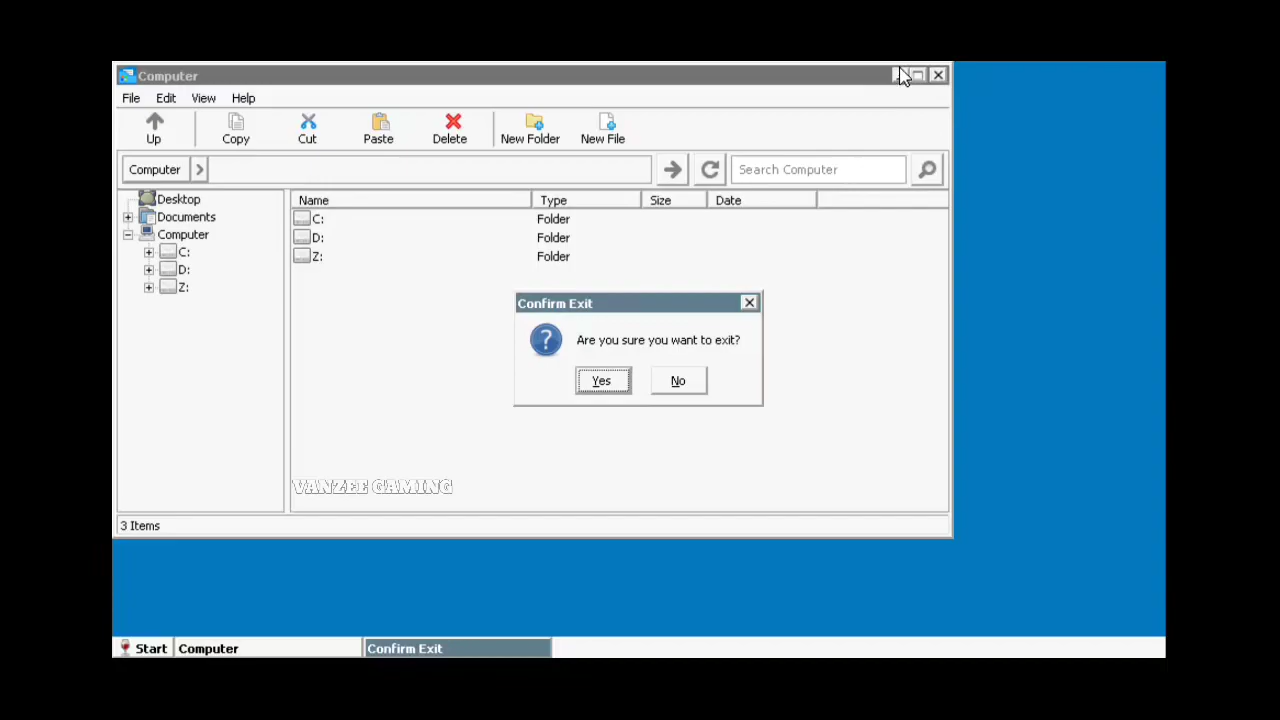 Computer
File Edit View Help
Up Copy Cut Paste Delete New Folder New File
Computer Search Computer
Desktop
Documents
Computer
C:
D:
Z:
Name Type Size Date
C: Folder
D: Folder
Z: Folder
Confirm Exit
Are you sure you want to exit?
Yes No
VANZEE GAMING
3 Items
Start Computer Confirm Exit